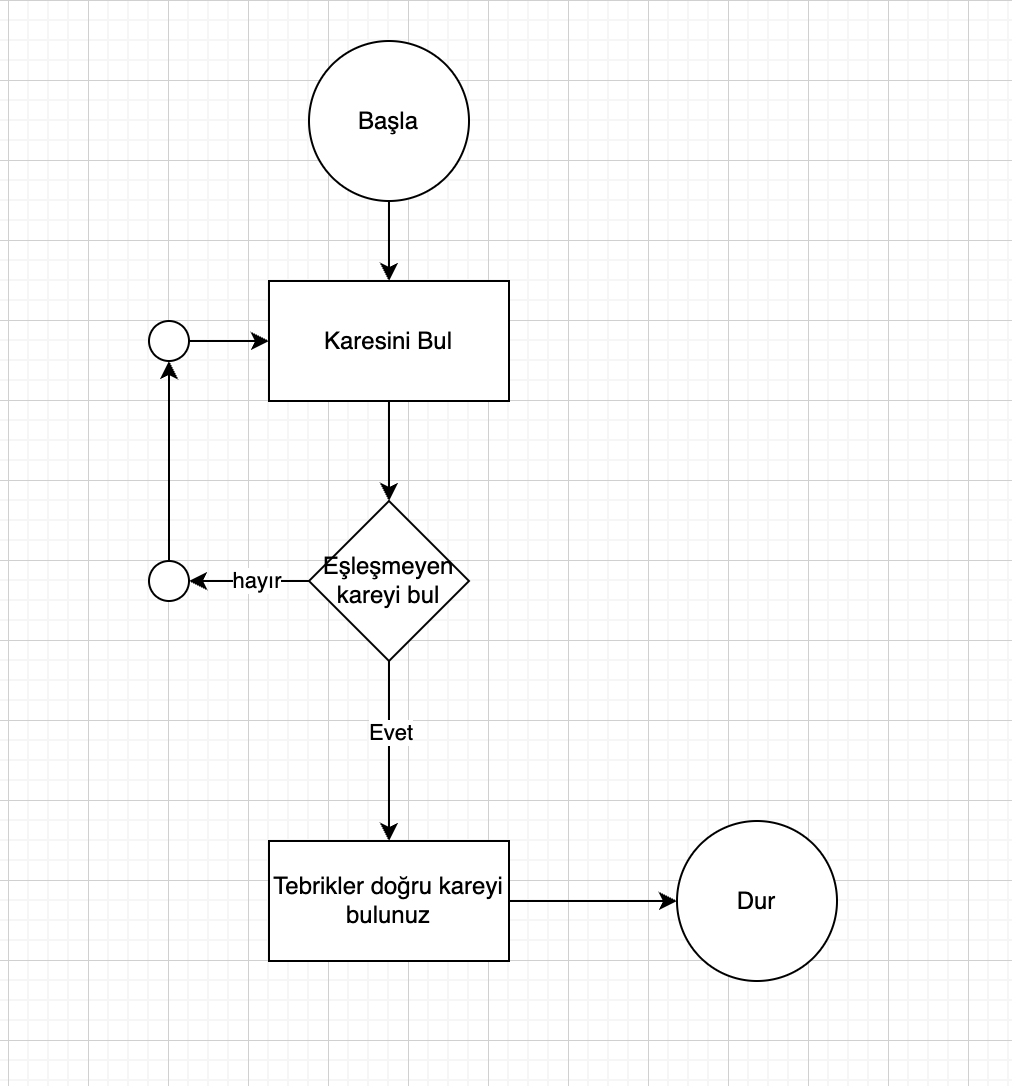 Başla
Karesini Bul
Eşleşmeyen
kareyi bul
hayır
Evet
Tebrikler doğru kareyi
bulunuz
Dur